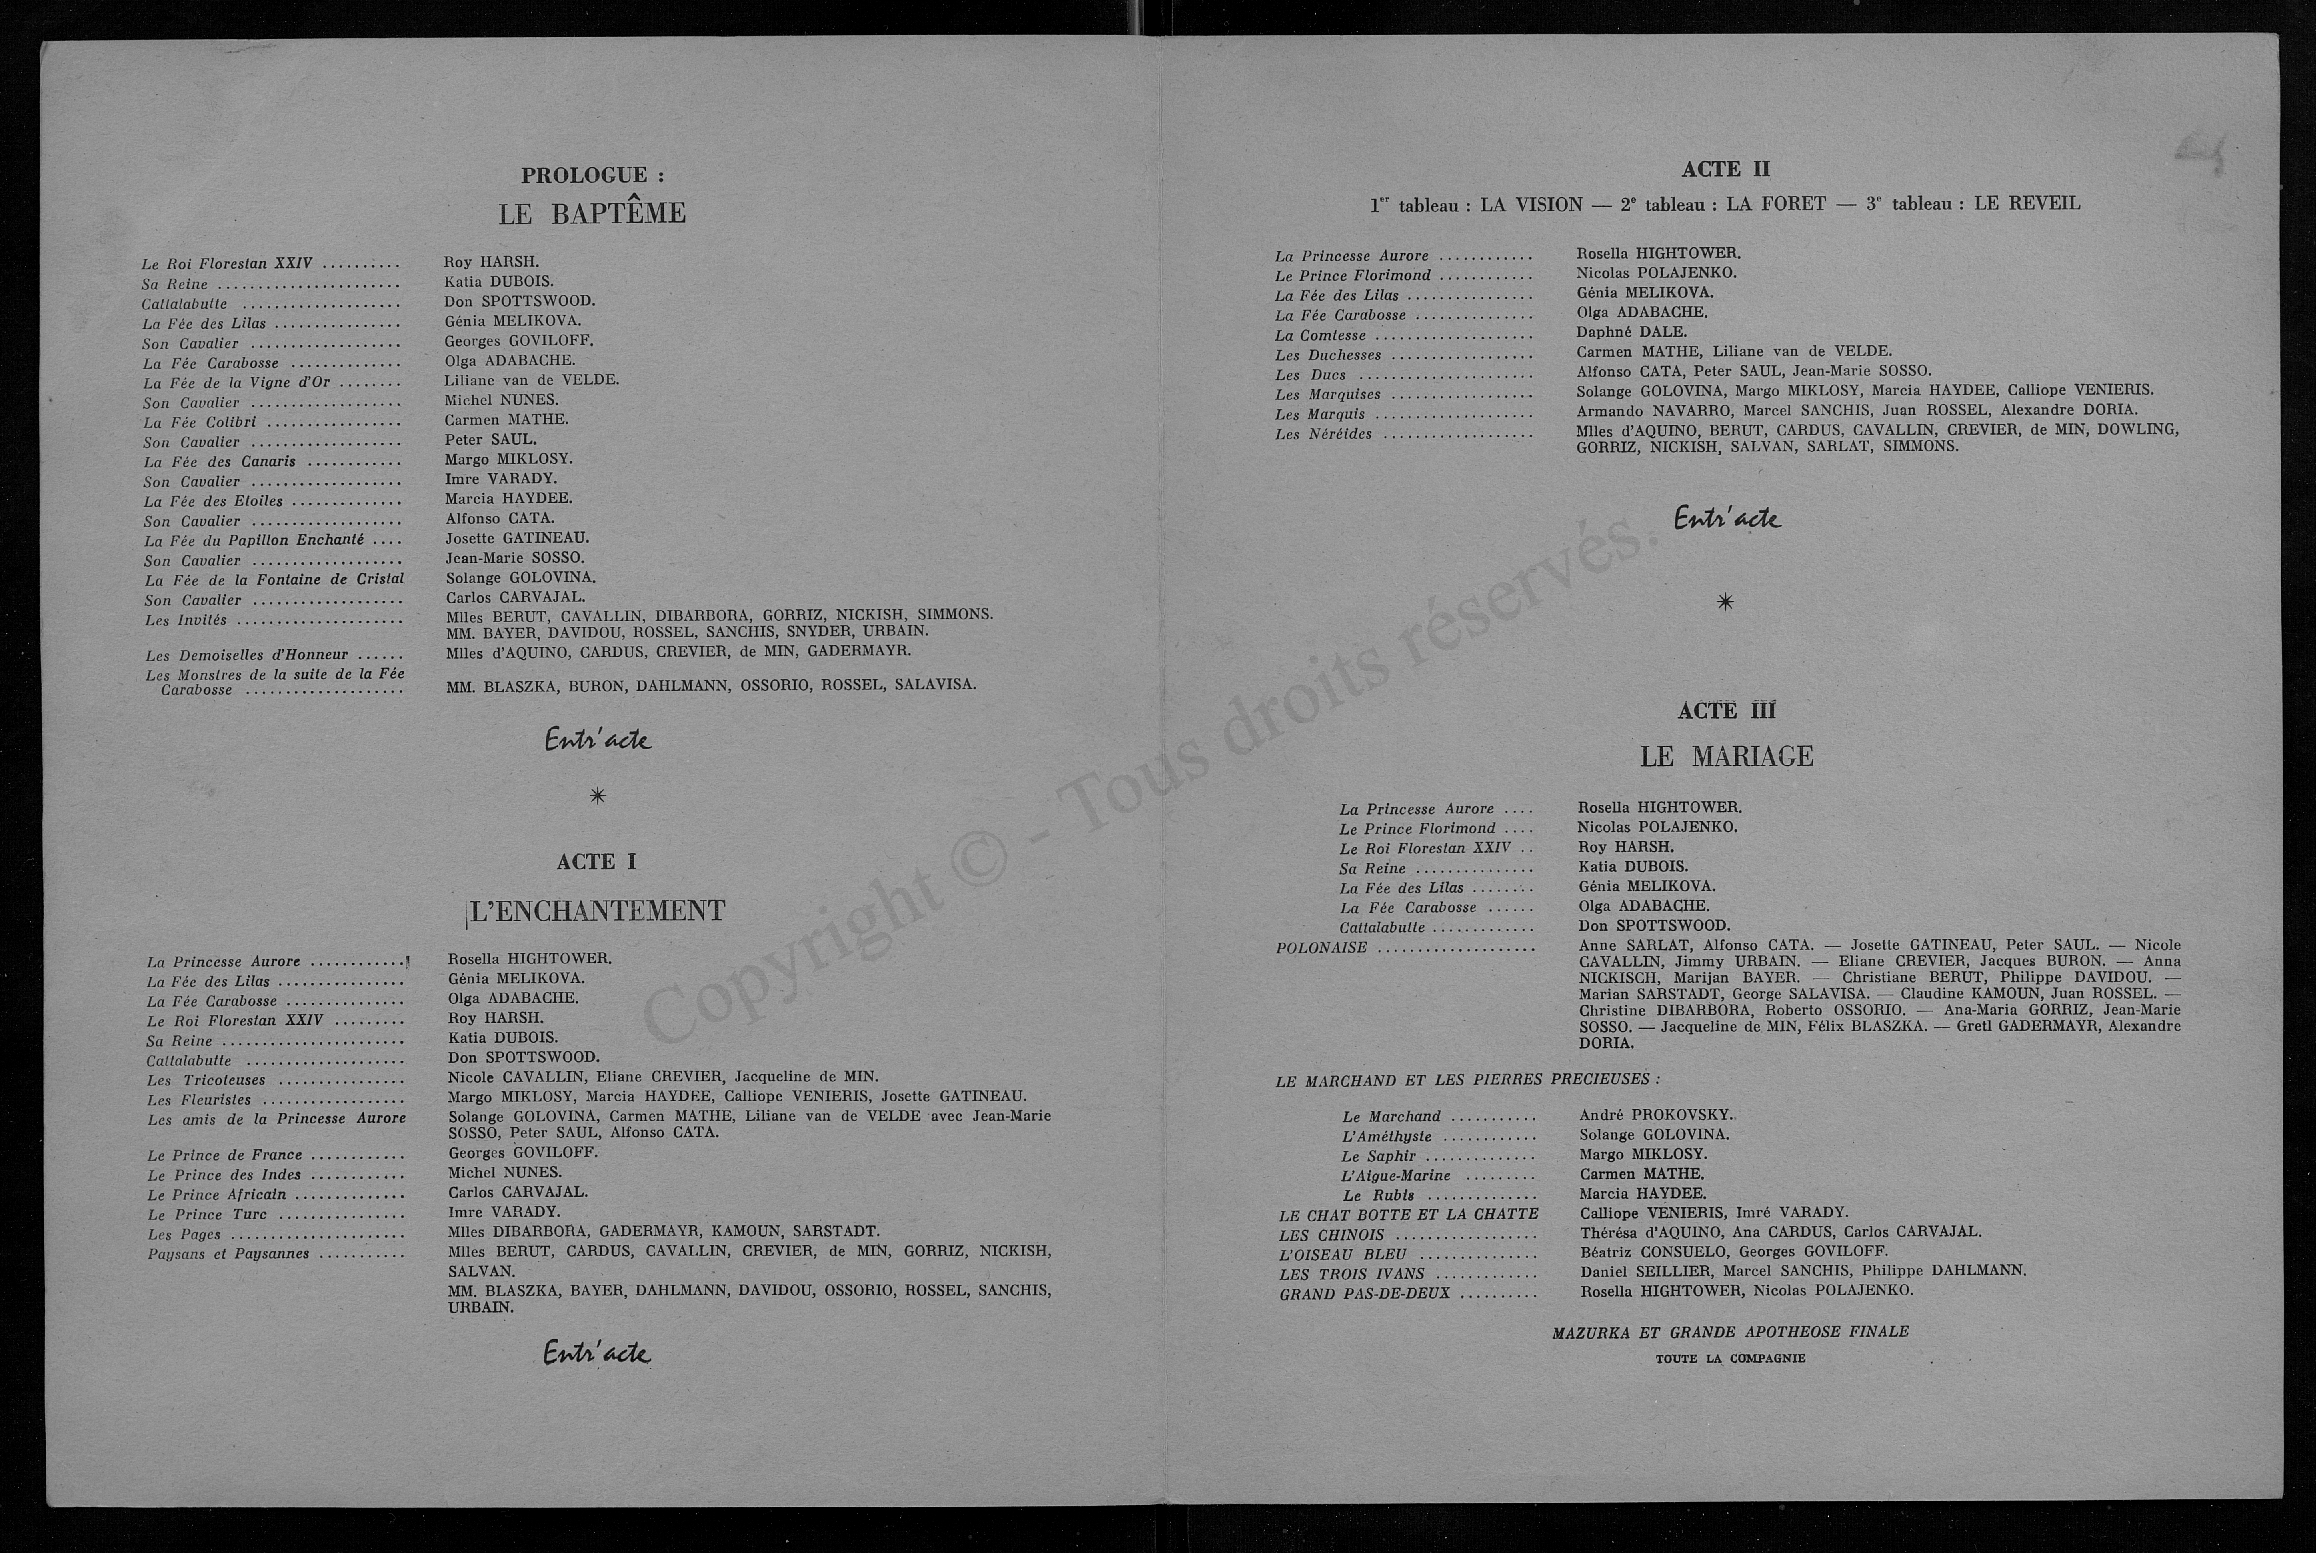 PROLOGUE :
LE BAPTÊME
Le Roi Florestan XXIV .......... Roy HARSH.
Sa Reine ....................... Katia DUBOIS.
Cattalabutte .................... Don SPOTTSWOOD.
La Fée des Lilas ................ Génia MELIKOVA.
Son Cavalier ................... Georges GOVILOFF.
La Fée Carabosse .............. Olga ADABACHE.
La Fée de la Vigne d'Or ........ Liliane van de VELDE.
Son Cavalier ................... Michel NUNES.
La Fée Colibri ................. Carmen MATHE.
Son Cavalier ................... Peter SAUL.
La Fée des Canaris ............ Margo MIKLOSY.
Son Cavalier ................... Imre VARADY.
La Fée des Etoiles .............. Marcia HAYDEE.
Son Cavalier ................... Alfonso CATA.
La Fée du Papillon Enchanté .... Josette GATINEAU.
Son Cavalier ................... Jean-Marie SOSSO.
La Fée de la Fontaine de Cristal Solange GOLOVINA.
Son Cavalier ................... Carlos CARVAJAL.
Les Invités ..................... Mlles BERUT, CAVALLIN, DIBARBORA, GORRIZ, NICKISH, SIMMONS.
MM. BAYER, DAVIDOU, ROSSEL, SANCHIS, SNYDER, URBAIN.
Les Demoiselles d'Honneur ...... Mlles d'AQUINO, CARDUS, CREVIER, de MIN, GADERMAYR.
Les Monstres de la suite de la Fée
Carabosse .................... MM. BLASZKA, BURON, DAHLMANN, OSSORIO, ROSSEL, SALAVISA.
Entr'acte
ACTE I
L'ENCHANTEMENT
La Princesse Aurore ............ Rosella HIGHTOWER.
La Fée des Lilas ................ Génia MELIKOVA.
La Fée Carabosse ............... Olga ADABACHE.
Le Roi Florestan XXIV ......... Roy HARSH.
Sa Reine ....................... Katia DUBOIS.
Cattalabutte .................... Don SPOTTSWOOD.
Les Tricoteuses ................ Nicole CAVALLIN, Eliane CREVIER, Jacqueline de MIN.
Les Fleuristes .................. Margo MIKLOSY, Marcia HAYDEE, Calliope VENIERIS, Josette GATINEAU.
Les amis de la Princesse Aurore Solange GOLOVINA, Carmen MATHE, Liliane van de VELDE avec Jean-Marie
SOSSO, Peter SAUL, Alfonso CATA.
Le Prince de France ............ Georges GOVILOFF.
Le Prince des Indes ............ Michel NUNES.
Le Prince Africain .............. Carlos CARVAJAL.
Le Prince Turc ................ Imre VARADY.
Les Pages ...................... Mlles DIBARBORA, GADERMAYR, KAMOUN, SARSTADT.
Paysans et Paysannes ........... Mlles BERUT, CARDUS, CAVALLIN, CREVIER, de MIN, GORRIZ, NICKISH,
SALVAN.
MM. BLASZKA, BAYER, DAHLMANN, DAVIDOU, OSSORIO, ROSSEL, SANCHIS,
URBAIN.
Entr'acte
ACTE II
1er tableau : LA VISION — 2e tableau : LA FORET — 3e tableau : LE REVEIL
La Princesse Aurore ............ Rosella HIGHTOWER.
Le Prince Florimond ............ Nicolas POLAJENKO.
La Fée des Lilas ................ Génia MELIKOVA.
La Fée Carabosse ............... Olga ADABACHE.
La Comtesse .................... Daphné DALE.
Les Duchesses .................. Carmen MATHE, Liliane van de VELDE.
Les Ducs ...................... Alfonso CATA, Peter SAUL, Jean-Marie SOSSO.
Les Marquises .................. Solange GOLOVINA, Margo MIKLOSY, Marcia HAYDEE, Calliope VENIERIS.
Les Marquis .................... Armando NAVARRO, Marcel SANCHIS, Juan ROSSEL, Alexandre DORIA.
Les Néréides ................... Mlles d'AQUINO, BERUT, CARDUS, CAVALLIN, CREVIER, de MIN, DOWLING,
GORRIZ, NICKISH, SALVAN, SARLAT, SIMMONS.
Entr'acte
ACTE III
LE MARIAGE
La Princesse Aurore .... Rosella HIGHTOWER.
Le Prince Florimond .... Nicolas POLAJENKO.
Le Roi Florestan XXIV .. Roy HARSH.
Sa Reine ............... Katia DUBOIS.
La Fée des Lilas ........ Génia MELIKOVA.
La Fée Carabosse ...... Olga ADABACHE.
Cattalabutte ............. Don SPOTTSWOOD.
POLONAISE .................... Anne SARLAT, Alfonso CATA. — Josette GATINEAU, Peter SAUL. — Nicole
CAVALLIN, Jimmy URBAIN. — Eliane CREVIER, Jacques BURON. — Anna
NICKISCH, Marijan BAYER. — Christiane BERUT, Philippe DAVIDOU. —
Marian SARSTADT, George SALAVISA. — Claudine KAMOUN, Juan ROSSEL. —
Christine DIBARBORA, Roberto OSSORIO. — Ana-Maria GORRIZ, Jean-Marie
SOSSO. — Jacqueline de MIN, Félix BLASZKA. — Gretl GADERMAYR, Alexandre
DORIA.
LE MARCHAND ET LES PIERRES PRECIEUSES :
Le Marchand ........... André PROKOVSKY.
L'Améthyste ............ Solange GOLOVINA.
Le Saphir .............. Margo MIKLOSY.
L'Aigue-Marine ......... Carmen MATHE.
Le Rubis .............. Marcia HAYDEE.
LE CHAT BOTTE ET LA CHATTE Calliope VENIERIS, Imré VARADY.
LES CHINOIS .................. Thérésa d'AQUINO, Ana CARDUS, Carlos CARVAJAL.
L'OISEAU BLEU ............... Béatriz CONSUELO, Georges GOVILOFF.
LES TROIS IVANS ............. Daniel SEILLIER, Marcel SANCHIS, Philippe DAHLMANN.
GRAND PAS-DE-DEUX .......... Rosella HIGHTOWER, Nicolas POLAJENKO.
MAZURKA ET GRANDE APOTHEOSE FINALE
TOUTE LA COMPAGNIE
Copyright © - Tous droits réservés.